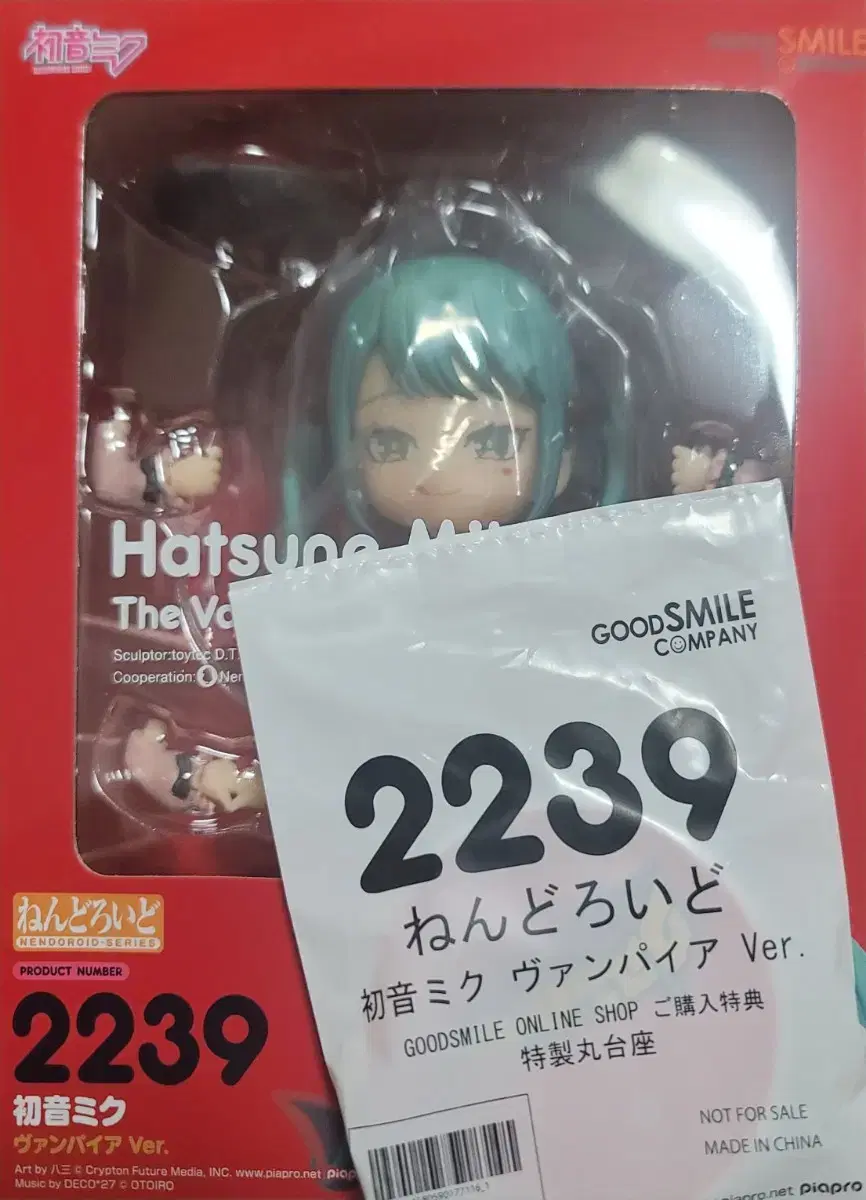 初音ミク
SMILE
Hatsune Mi
The Va
Sculptor:toytec D.T.
Cooperation: Nen
GOODSMILE
COMPANY
2239
ねんどろいど
初音ミク ヴァンパイア Ver.
GOODSMILE ONLINE SHOP ご購入特典
特製丸台座
NOT FOR SALE
MADE IN CHINA
ねんどろいど
NENDOROID-SERIES
PRODUCT NUMBER
2239
初音ミク
ヴァンパイア Ver.
Art by 八三 © Crypton Future Media, INC. www.piapro.net piapro
Music by DECO*27 © OTOIRO
.piapro.net piapro